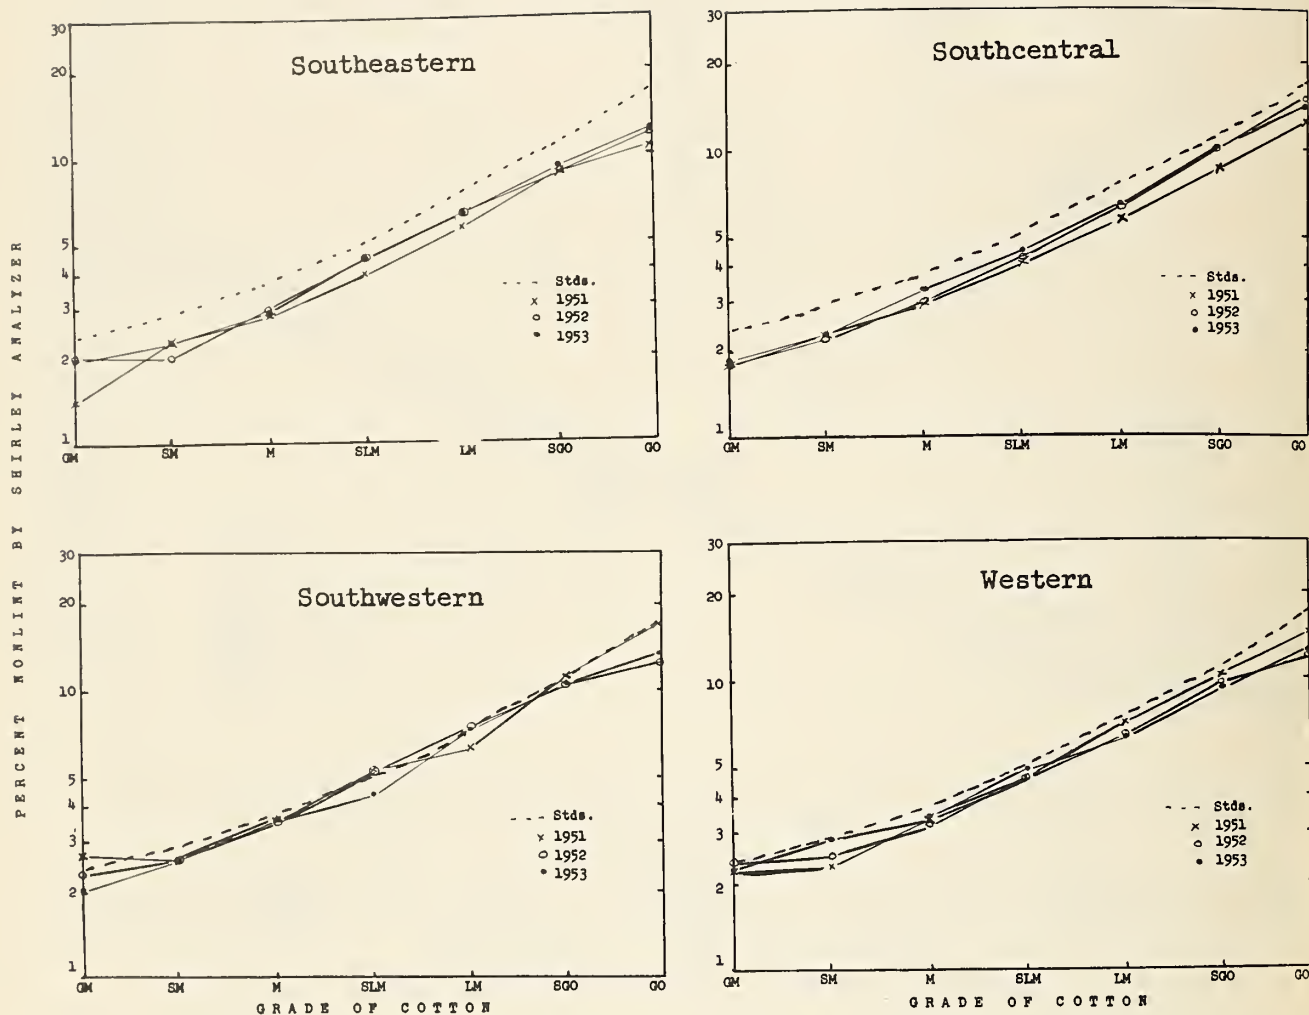 PERCENT NONLINT BY SHIRLEY ANALYZER
Southeastern
30
20
10
5
4
3
2
1
Stds.
x 1951
o 1952
• 1953
GM SM M SLM LM SGO GO
Southcentral
30
20
10
5
4
3
2
1
Stds.
x 1951
o 1952
• 1953
GM SM M SLM LM SGO GO
Southwestern
30
20
10
5
4
3
2
1
Stds.
x 1951
o 1952
• 1953
GM SM M SLM LM SGO GO
GRADE OF COTTON
Western
30
20
10
5
4
3
2
1
Stds.
x 1951
o 1952
• 1953
GM SM M SLM LM SGO GO
GRADE OF COTTON